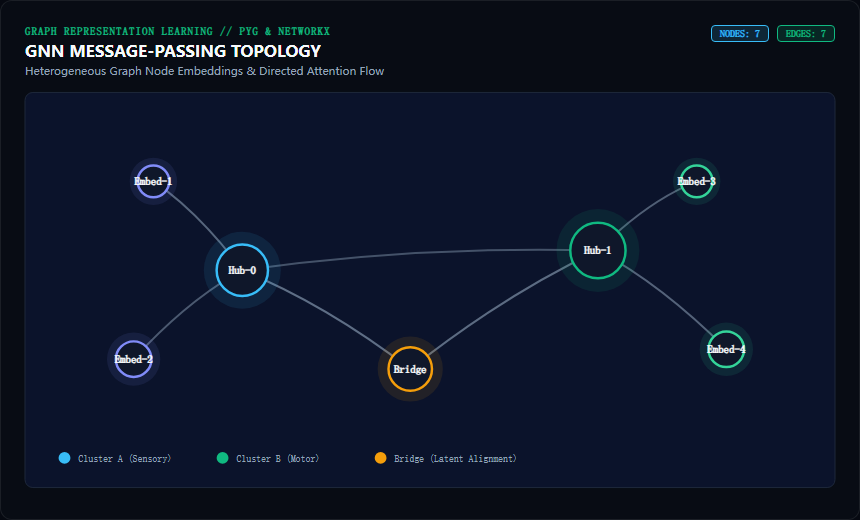 GRAPH REPRESENTATION LEARNING // PYG & NETWORKX
GNN MESSAGE-PASSING TOPOLOGY
Heterogeneous Graph Node Embeddings & Directed Attention Flow
NODES: 7
EDGES: 7
Embed-1
Embed-3
Hub-0
Hub-1
Embed-2
Bridge
Embed-4
Cluster A (Sensory)
Cluster B (Motor)
Bridge (Latent Alignment)